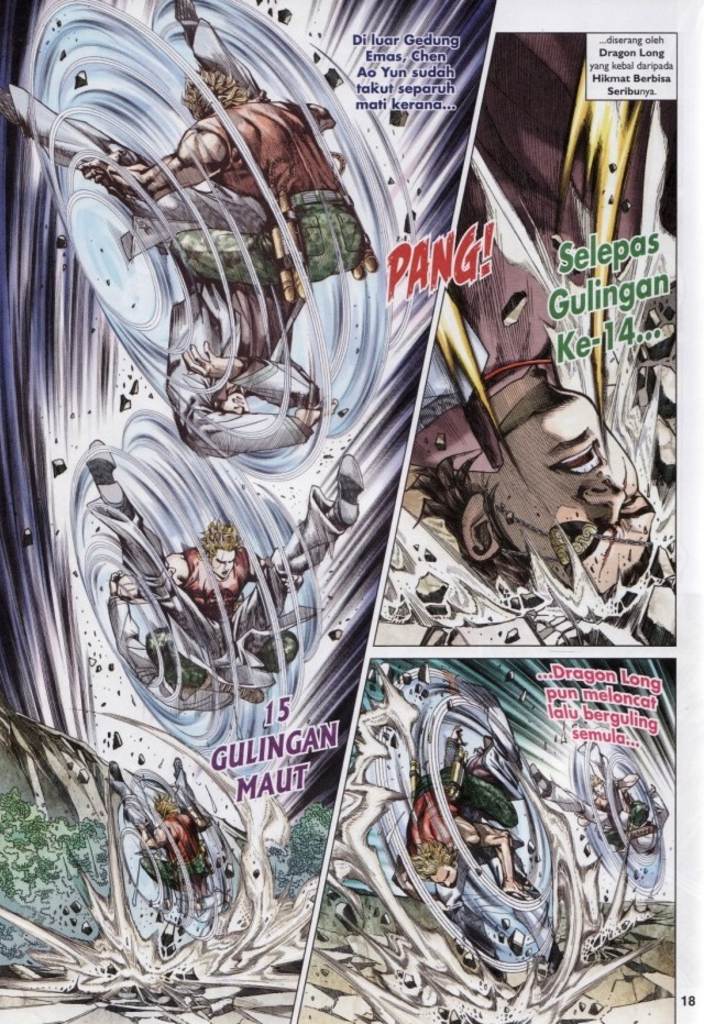 Di luar Gedung
Emas, Chen
Ao Yun sudah
takut separuh
mati kerana...
...diserang oleh
Dragon Long
yang kebal daripada
Hikmat Berbisa
Seribunya.
PANG!
Selepas
Gulingan
Ke-14...
15
GULINGAN
MAUT
...Dragon Long
pun meloncat
lalu berguling
semula...
18